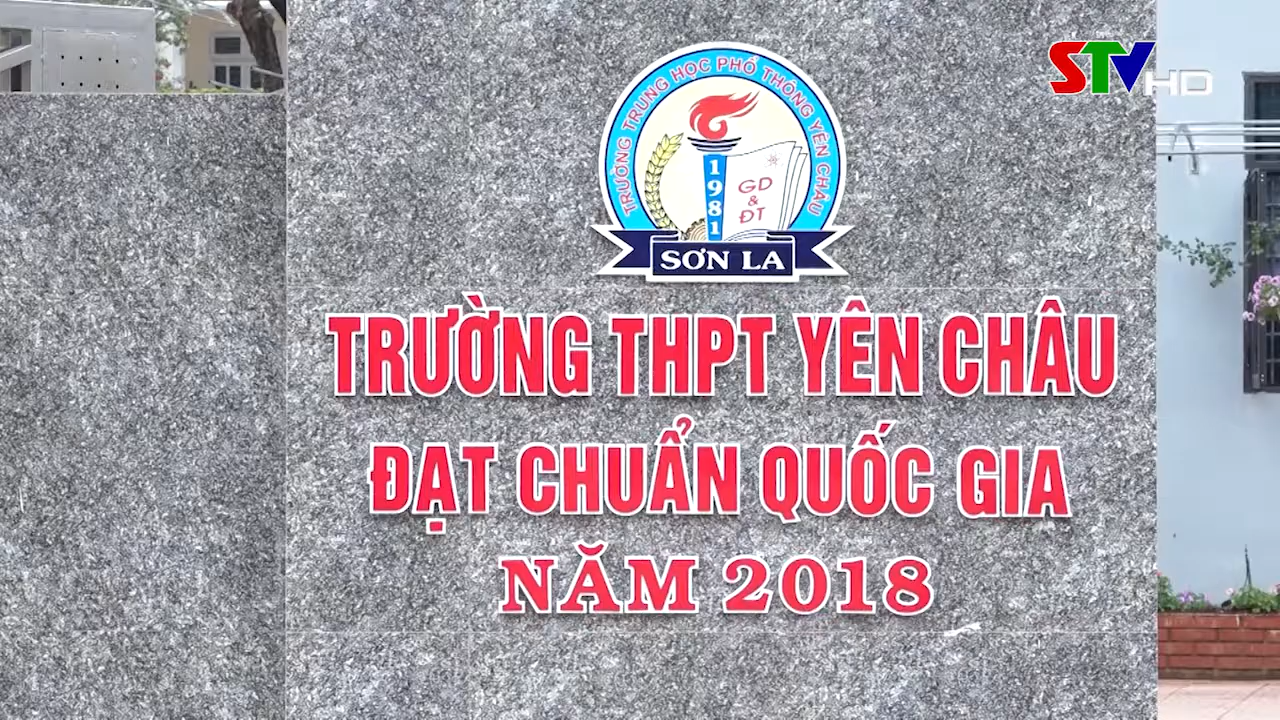 STV HD
TRƯỜNG TRUNG HỌC PHỔ THÔNG YÊN CHÂU
1981
GD
&
ĐT
SƠN LA
TRƯỜNG THPT YÊN CHÂU
ĐẠT CHUẨN QUỐC GIA
NĂM 2018